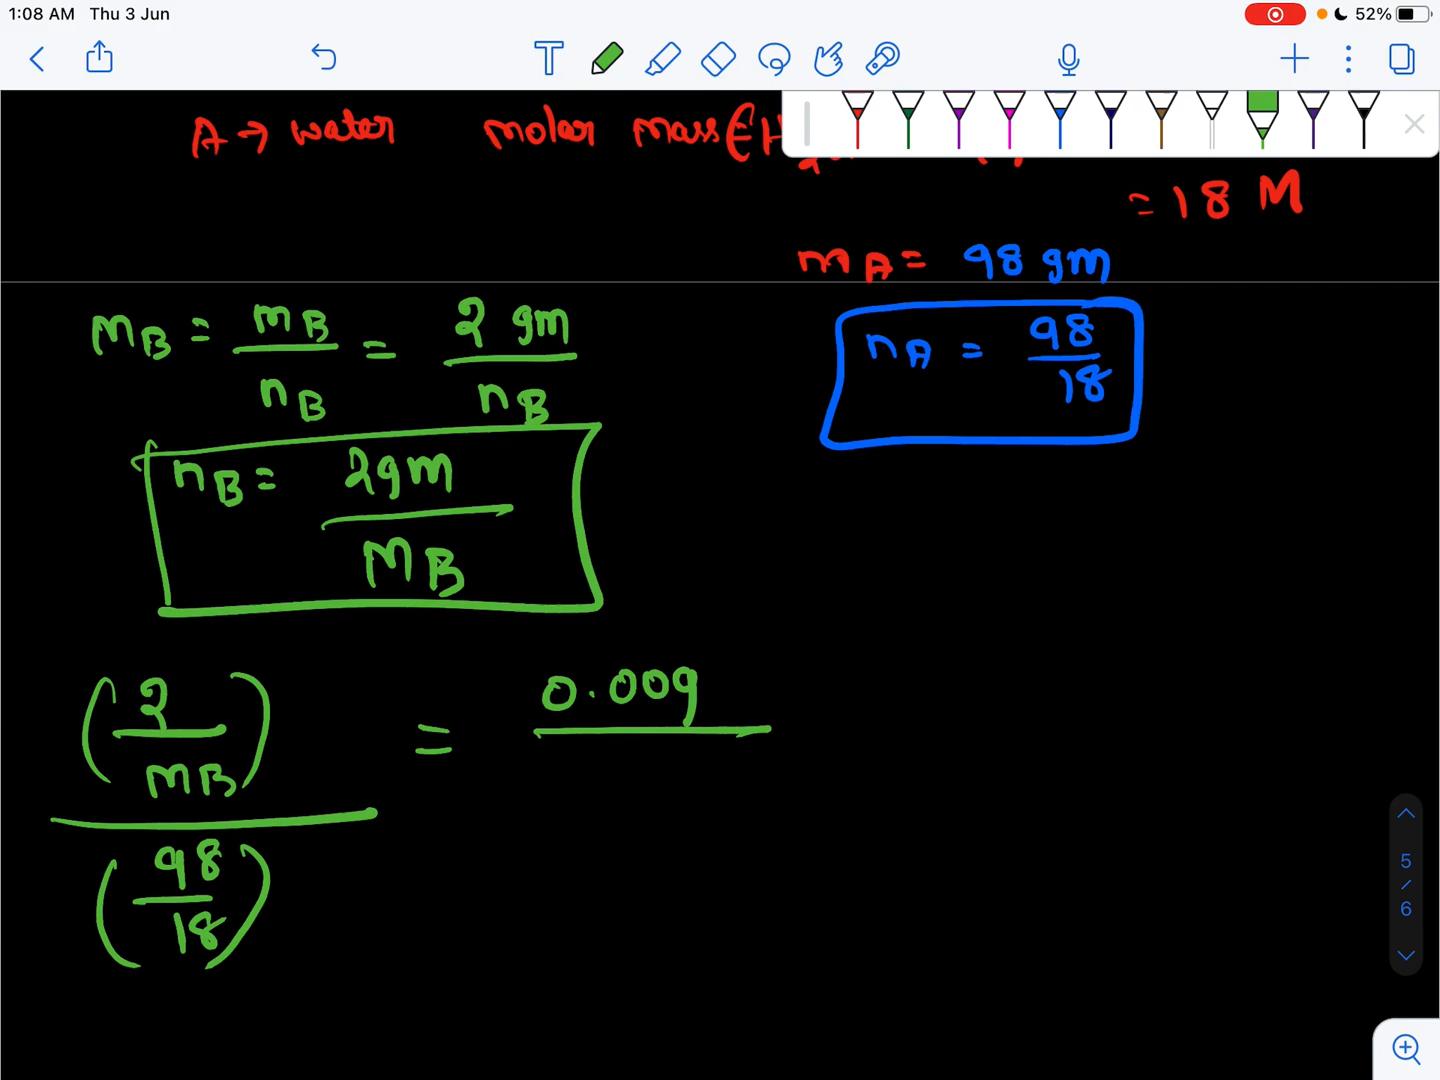 1:08 AM Thu 3 Jun 52%
T
A → water molar mass (H
= 18 M
mA = 98 gm
MB = mB / nB = 2 gm / nB
nA = 98 / 18
nB = 2gm / MB
(2 / MB) / (98 / 18) = 0.009
5
/
6